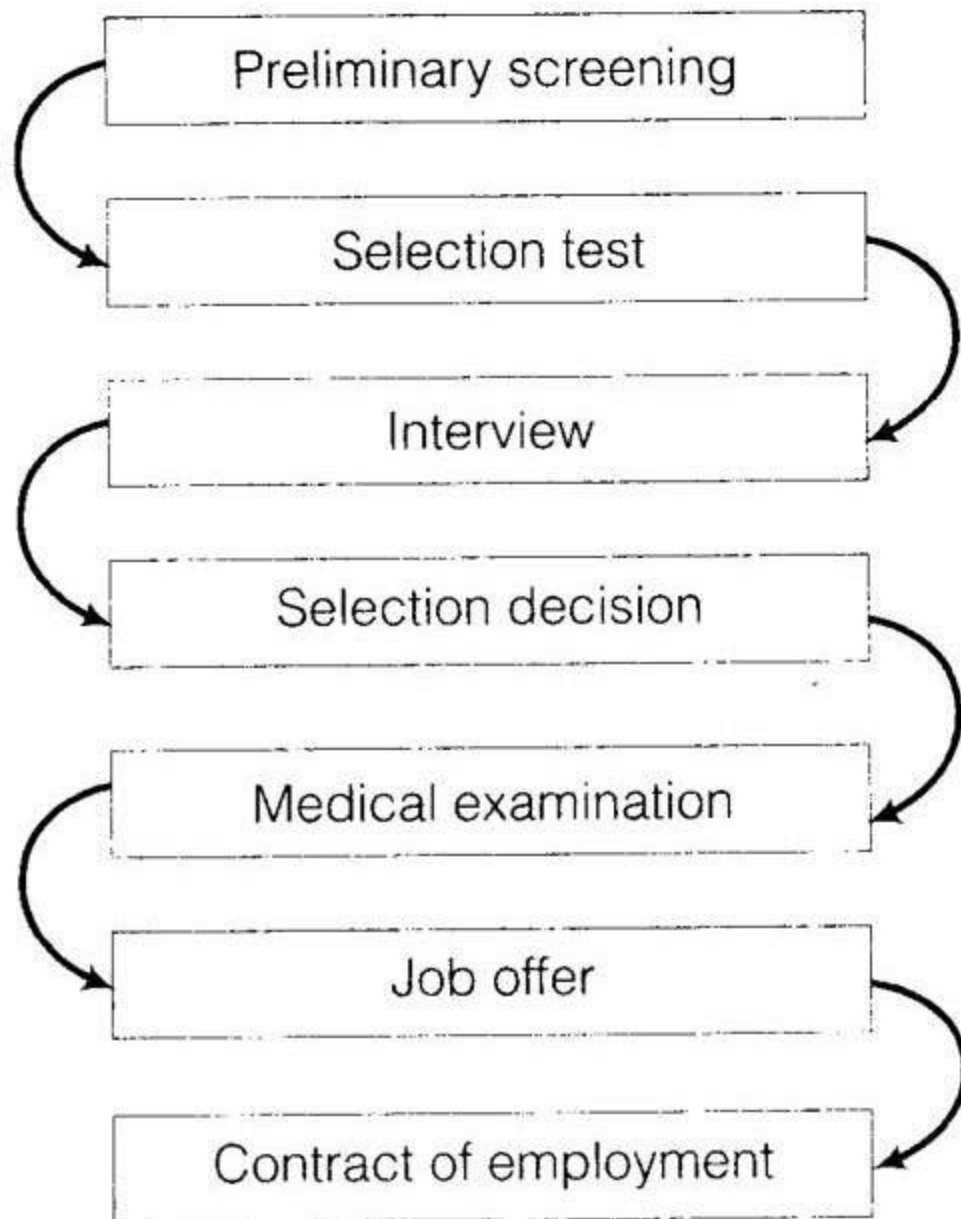 Preliminary screening
Selection test
Interview
Selection decision
Medical examination
Job offer
Contract of employment